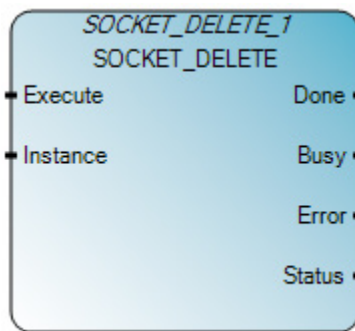 SOCKET_DELETE_1
SOCKET_DELETE
Execute Done
Instance Busy
Error
Status